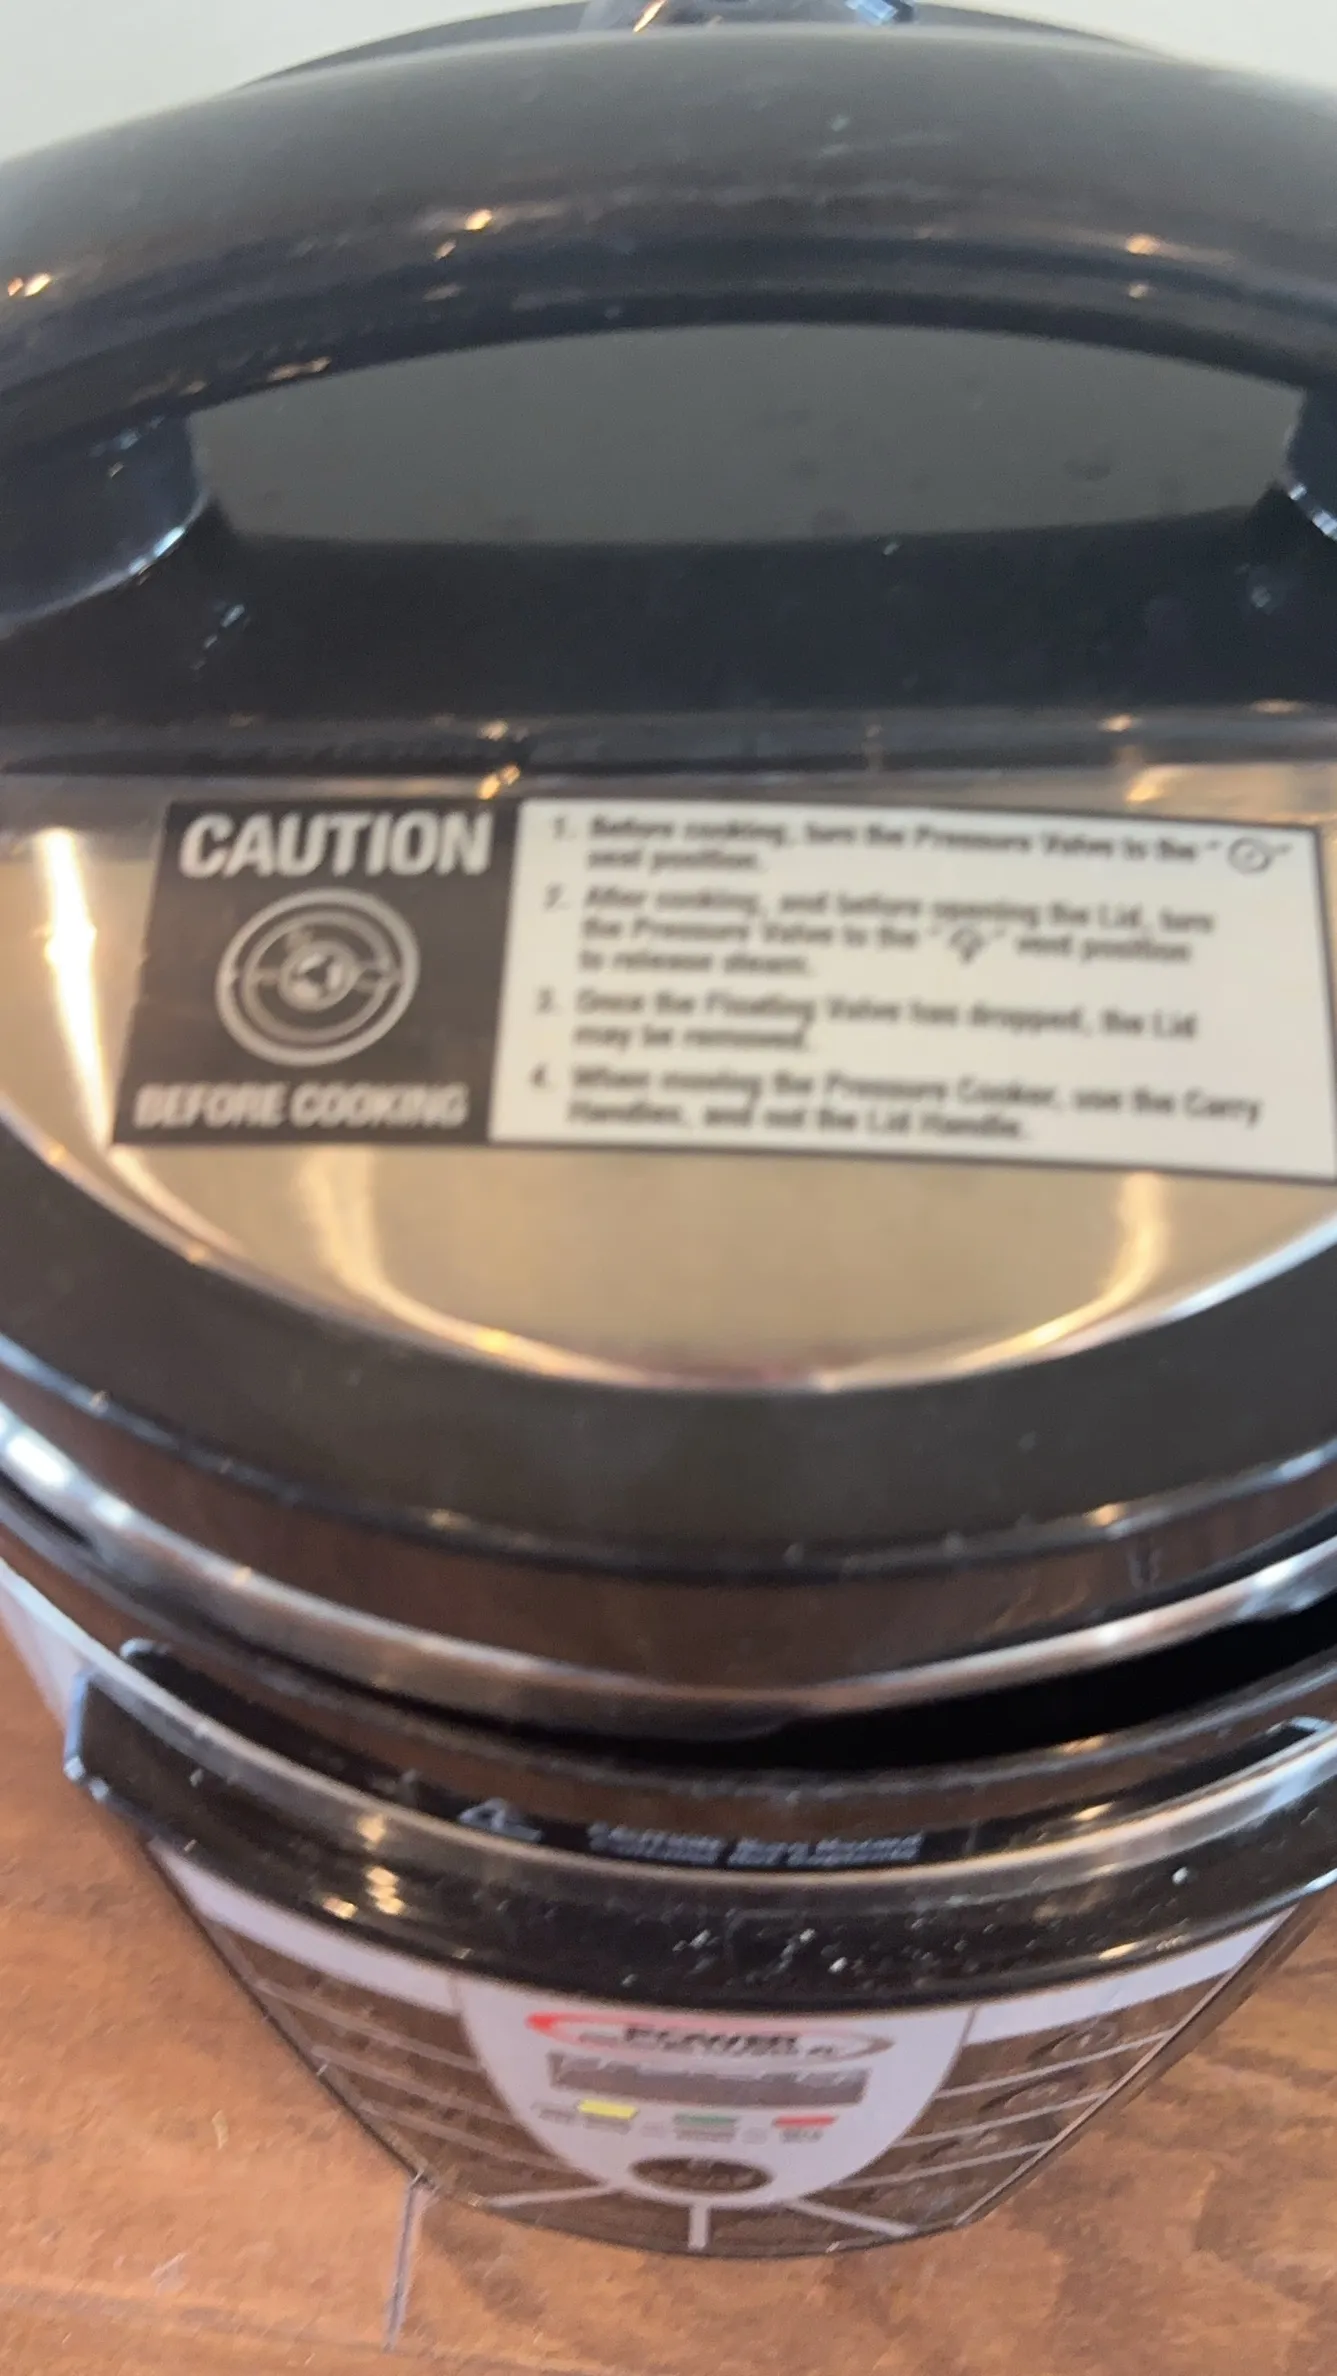 CAUTION
BEFORE COOKING
1. Before cooking, turn the Pressure Valve to the " "
seal position.
2. After cooking, and before opening the Lid, turn
the Pressure Valve to the " " vent position
to release steam.
3. Once the Floating Valve has dropped, the Lid
may be removed.
4. When moving the Pressure Cooker, use the Carry
Handles, and not the Lid Handle.
CAUTION
POWER